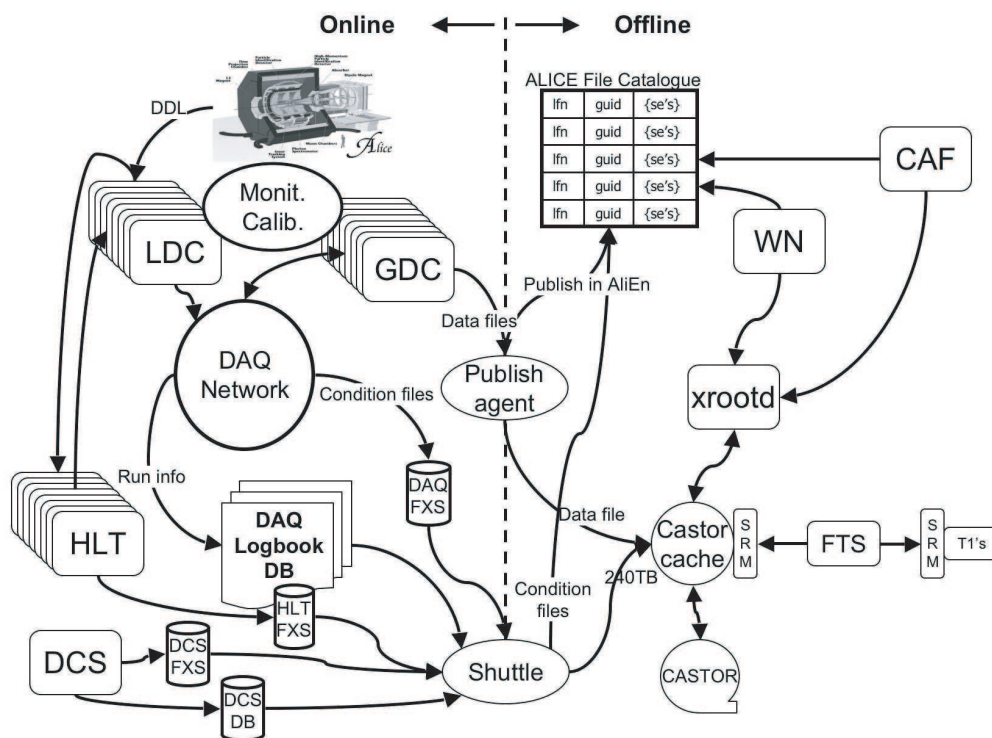 Online
Offline
ALICE File Catalogue
lfn guid {se's}
lfn guid {se's}
lfn guid {se's}
lfn guid {se's}
lfn guid {se's}
DDL
Alice
Monit.
Calib.
LDC
GDC
CAF
WN
Publish in AliEn
Data files
DAQ
Network
Condition files
Publish
agent
xrootd
Run info
DAQ
FXS
HLT
DAQ
Logbook
DB
HLT
FXS
Data file
Castor
cache
SRM
FTS
SRM
T1's
240TB
Condition
files
DCS
DCS
FXS
DCS
DB
Shuttle
CASTOR